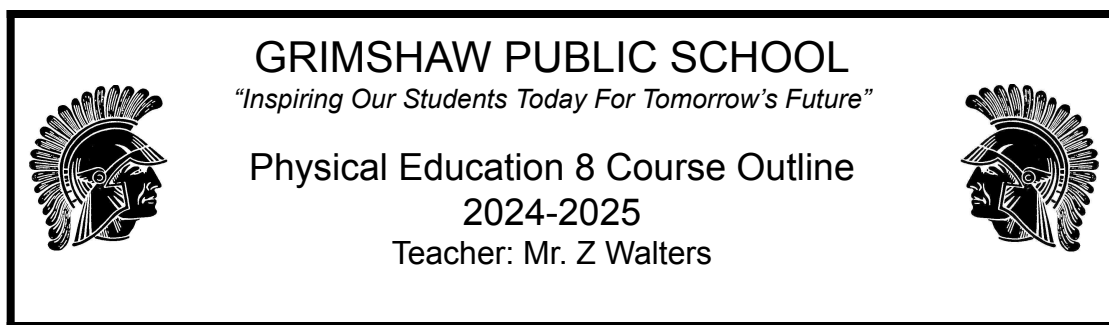 GRIMSHAW PUBLIC SCHOOL
“Inspiring Our Students Today For Tomorrow’s Future”
Physical Education 8 Course Outline
2024-2025
Teacher: Mr. Z Walters